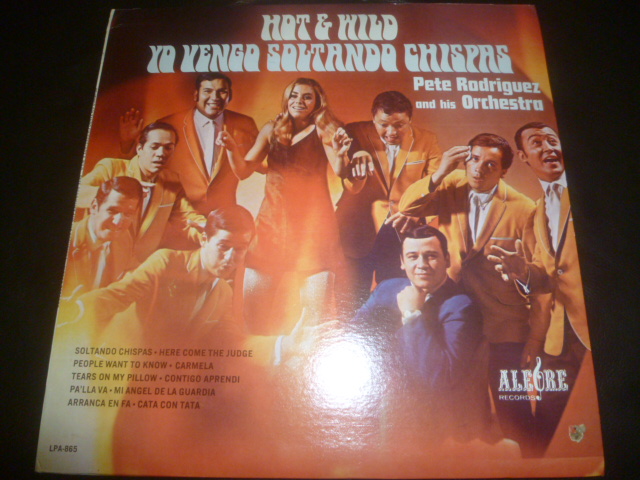 HOT & WILD
YO VENGO SOLTANDO CHISPAS
Pete Rodriguez
and his Orchestra
SOLTANDO CHISPAS • HERE COME THE JUDGE
PEOPLE WANT TO KNOW • CARMELA
TEARS ON MY PILLOW • CONTIGO APRENDI
PA'LLA VA • MI ANGEL DE LA GUARDIA
ARRANCA EN FA • CATA CON TATA
ALEGRE
RECORDS
LPA-865